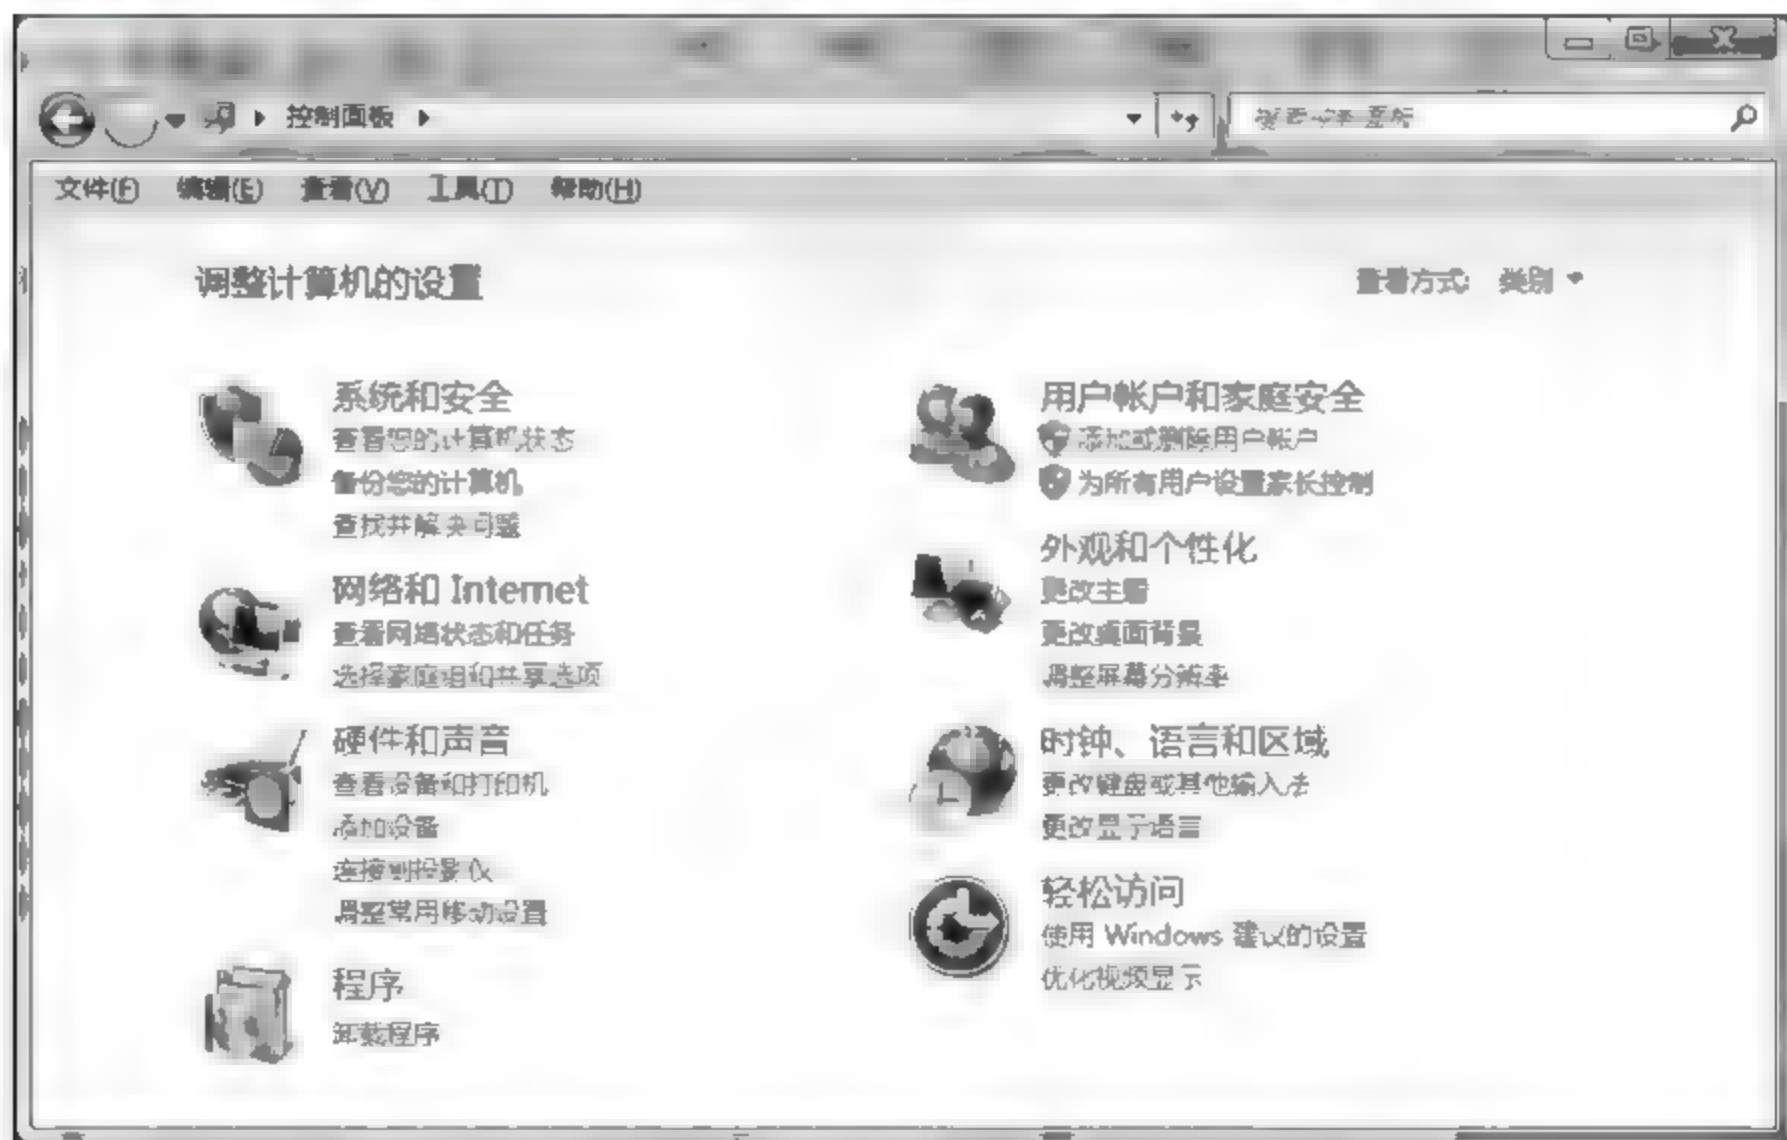 控制面板
文件(F) 编辑(E) 查看(V) 工具(T) 帮助(H)
调整计算机的设置
查看方式: 类别
系统和安全
查看您的计算机状态
备份您的计算机
查找并解决问题
网络和 Internet
查看网络状态和任务
选择家庭组和共享选项
硬件和声音
查看设备和打印机
添加设备
连接到投影仪
调整常用移动设置
程序
卸载程序
用户帐户和家庭安全
添加或删除用户帐户
为所有用户设置家长控制
外观和个性化
更改主题
更改桌面背景
调整屏幕分辨率
时钟、语言和区域
更改键盘或其他输入法
更改显示语言
轻松访问
使用 Windows 建议的设置
优化视频显示